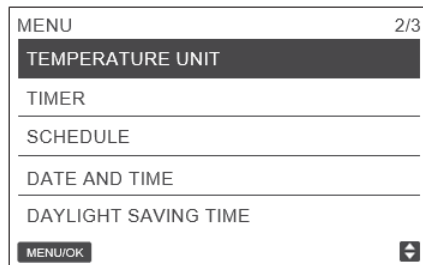 MENU 2/3
TEMPERATURE UNIT
TIMER
SCHEDULE
DATE AND TIME
DAYLIGHT SAVING TIME
MENU/OK